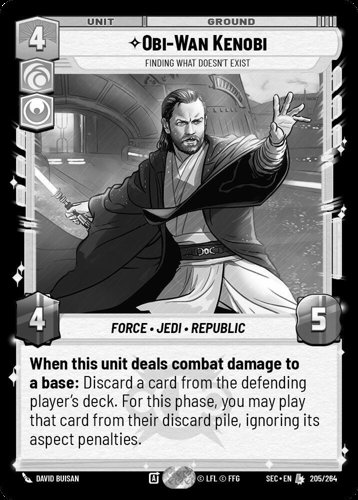 UNIT
GROUND
4
✧OBI-WAN KENOBI
FINDING WHAT DOESN'T EXIST
4
5
FORCE • JEDI • REPUBLIC
When this unit deals combat damage to
a base: Discard a card from the defending
player's deck. For this phase, you may play
that card from their discard pile, ignoring its
aspect penalties.
DAVID BUISAN
© LFL © FFG
SEC • EN
205/264